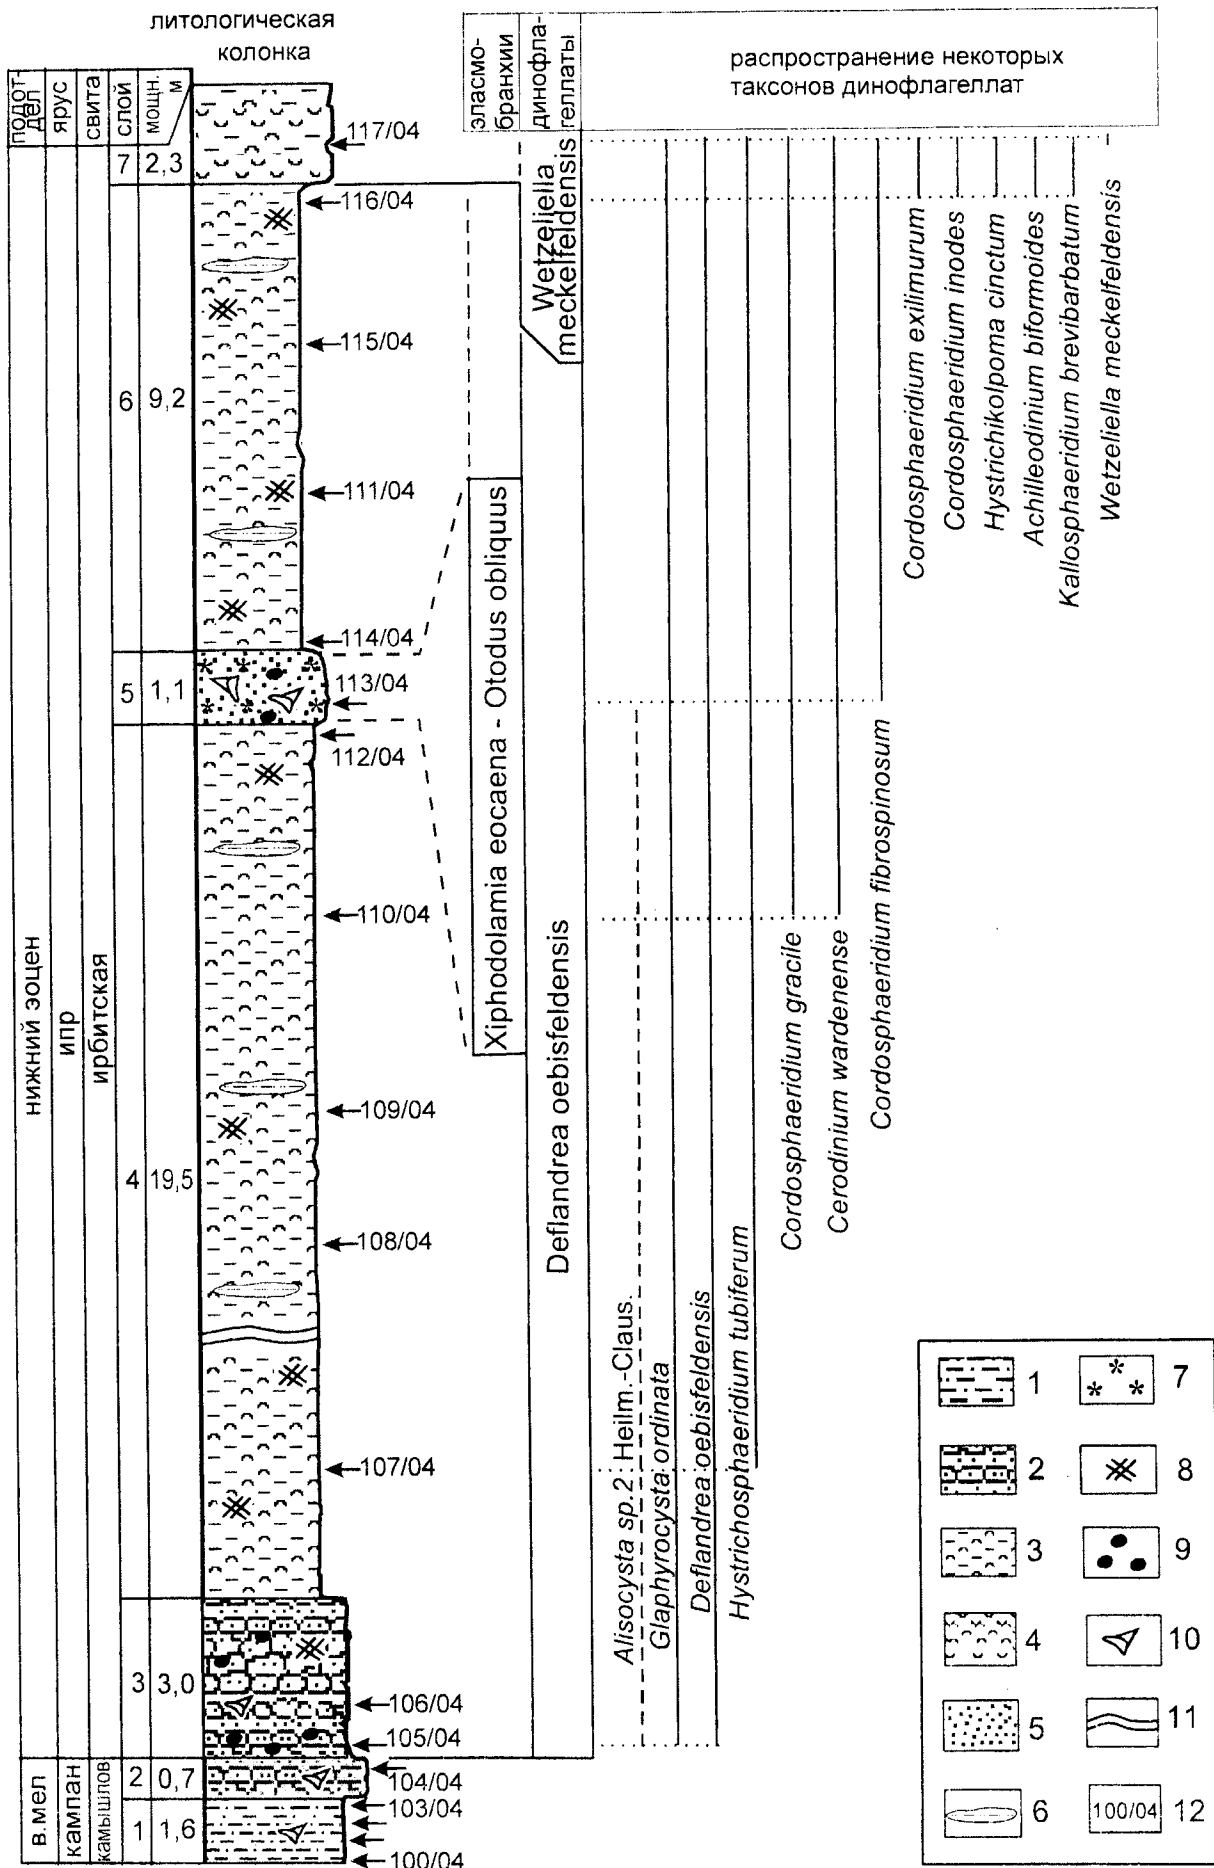 литологическая
колонка
подот-
дел
ярус
свита
слой
мощн.
м
эласмо-
бранхии
динофла-
геллаты
распространение некоторых
таксонов динофлагеллат
117/04
7
2,3
116/04
115/04
6
9,2
111/04
114/04
5
1,1
113/04
112/04
110/04
109/04
4
19,5
108/04
107/04
3
3,0
106/04
105/04
2
0,7
104/04
103/04
1
1,6
100/04
нижний эоцен
ипр
ирбитская
в.мел
кампан
камышлов
Xiphodolamia eocaena - Otodus obliquus
Wetzeliella
meckelfeldensis
Deflandrea oebisfeldensis
Alisocysta sp.2 Heilm.-Claus.
Glaphyrocysta ordinata
Deflandrea oebisfeldensis
Hystrichosphaeridium tubiferum
Cordosphaeridium gracile
Cerodinium wardenense
Cordosphaeridium fibrospinosum
Cordosphaeridium exilimurum
Cordosphaeridium inodes
Hystrichikolpoma cinctum
Achilleodinium biformoides
Kallosphaeridium brevibarbatum
Wetzeliella meckelfeldensis
1
2
3
4
5
6
7
8
9
10
11
100/04
12